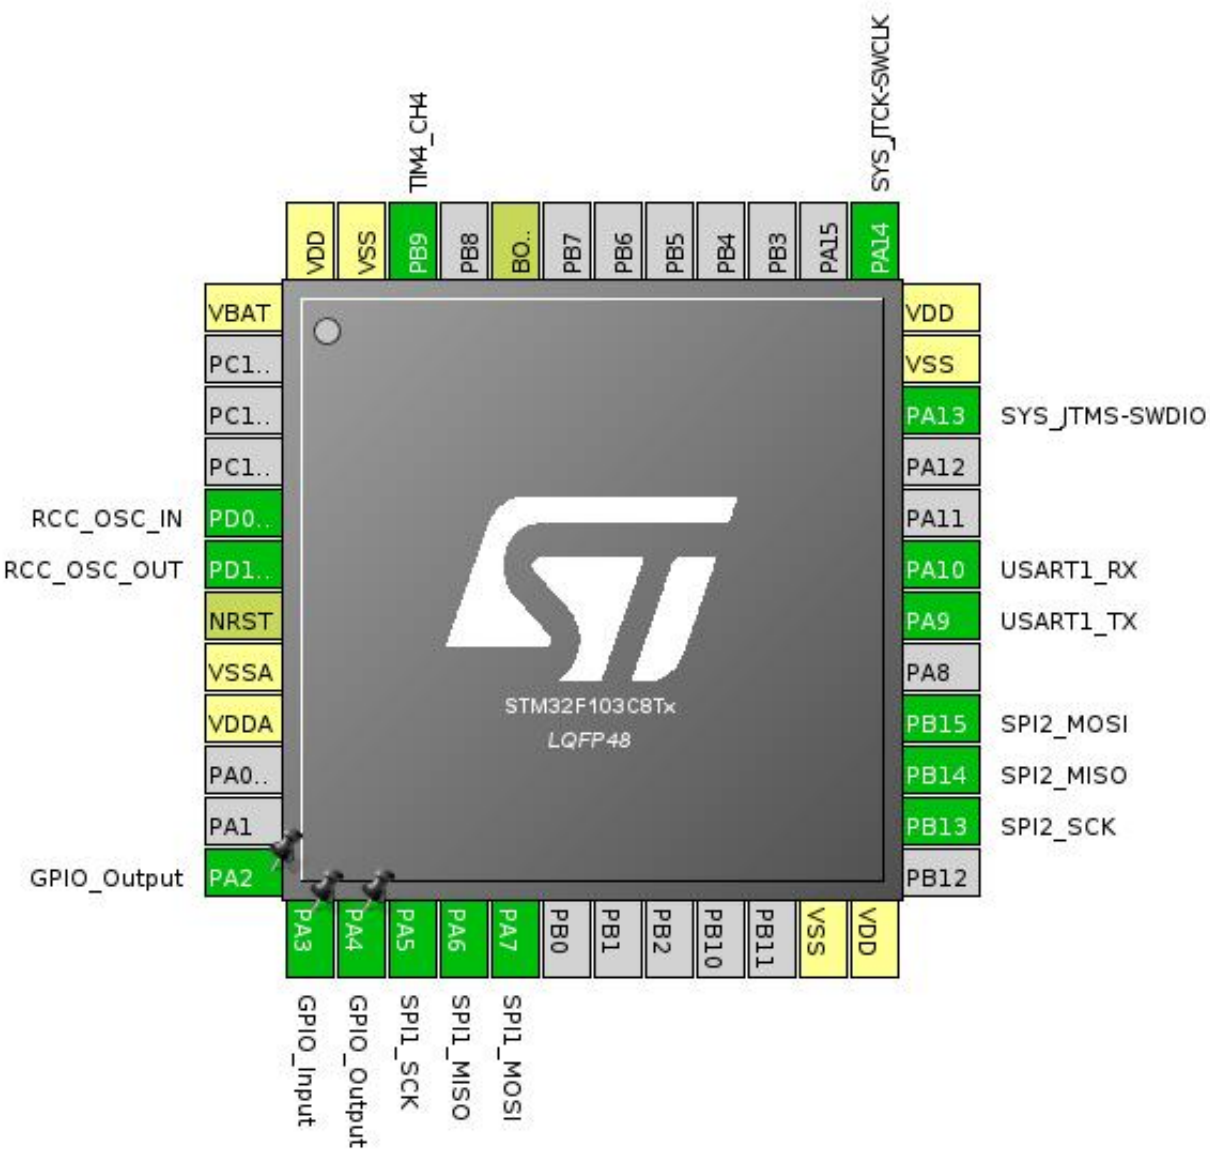 TIM4_CH4
SYS_JTCK-SWCLK
VDD
VSS
PB9
PB8
BO..
PB7
PB6
PB5
PB4
PB3
PA15
PA14
VBAT
PC1..
PC1..
PC1..
RCC_OSC_IN PD0..
RCC_OSC_OUT PD1..
NRST
VSSA
VDDA
PA0..
PA1
GPIO_Output PA2
VDD
VSS
PA13 SYS_JTMS-SWDIO
PA12
PA11
PA10 USART1_RX
PA9 USART1_TX
PA8
PB15 SPI2_MOSI
PB14 SPI2_MISO
PB13 SPI2_SCK
PB12
ST
STM32F103C8Tx
LQFP48
PA3
PA4
PA5
PA6
PA7
PB0
PB1
PB2
PB10
PB11
VSS
VDD
GPIO_Input
GPIO_Output
SPI1_SCK
SPI1_MISO
SPI1_MOSI